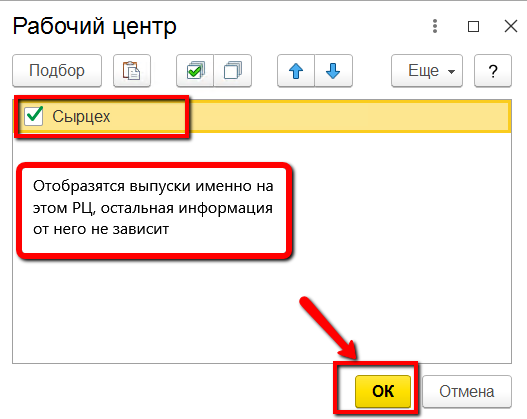 Рабочий центр
Подбор
Еще
?
Сырцех
Отобразятся выпуски именно на
этом РЦ, остальная информация
от него не зависит
ОК
Отмена